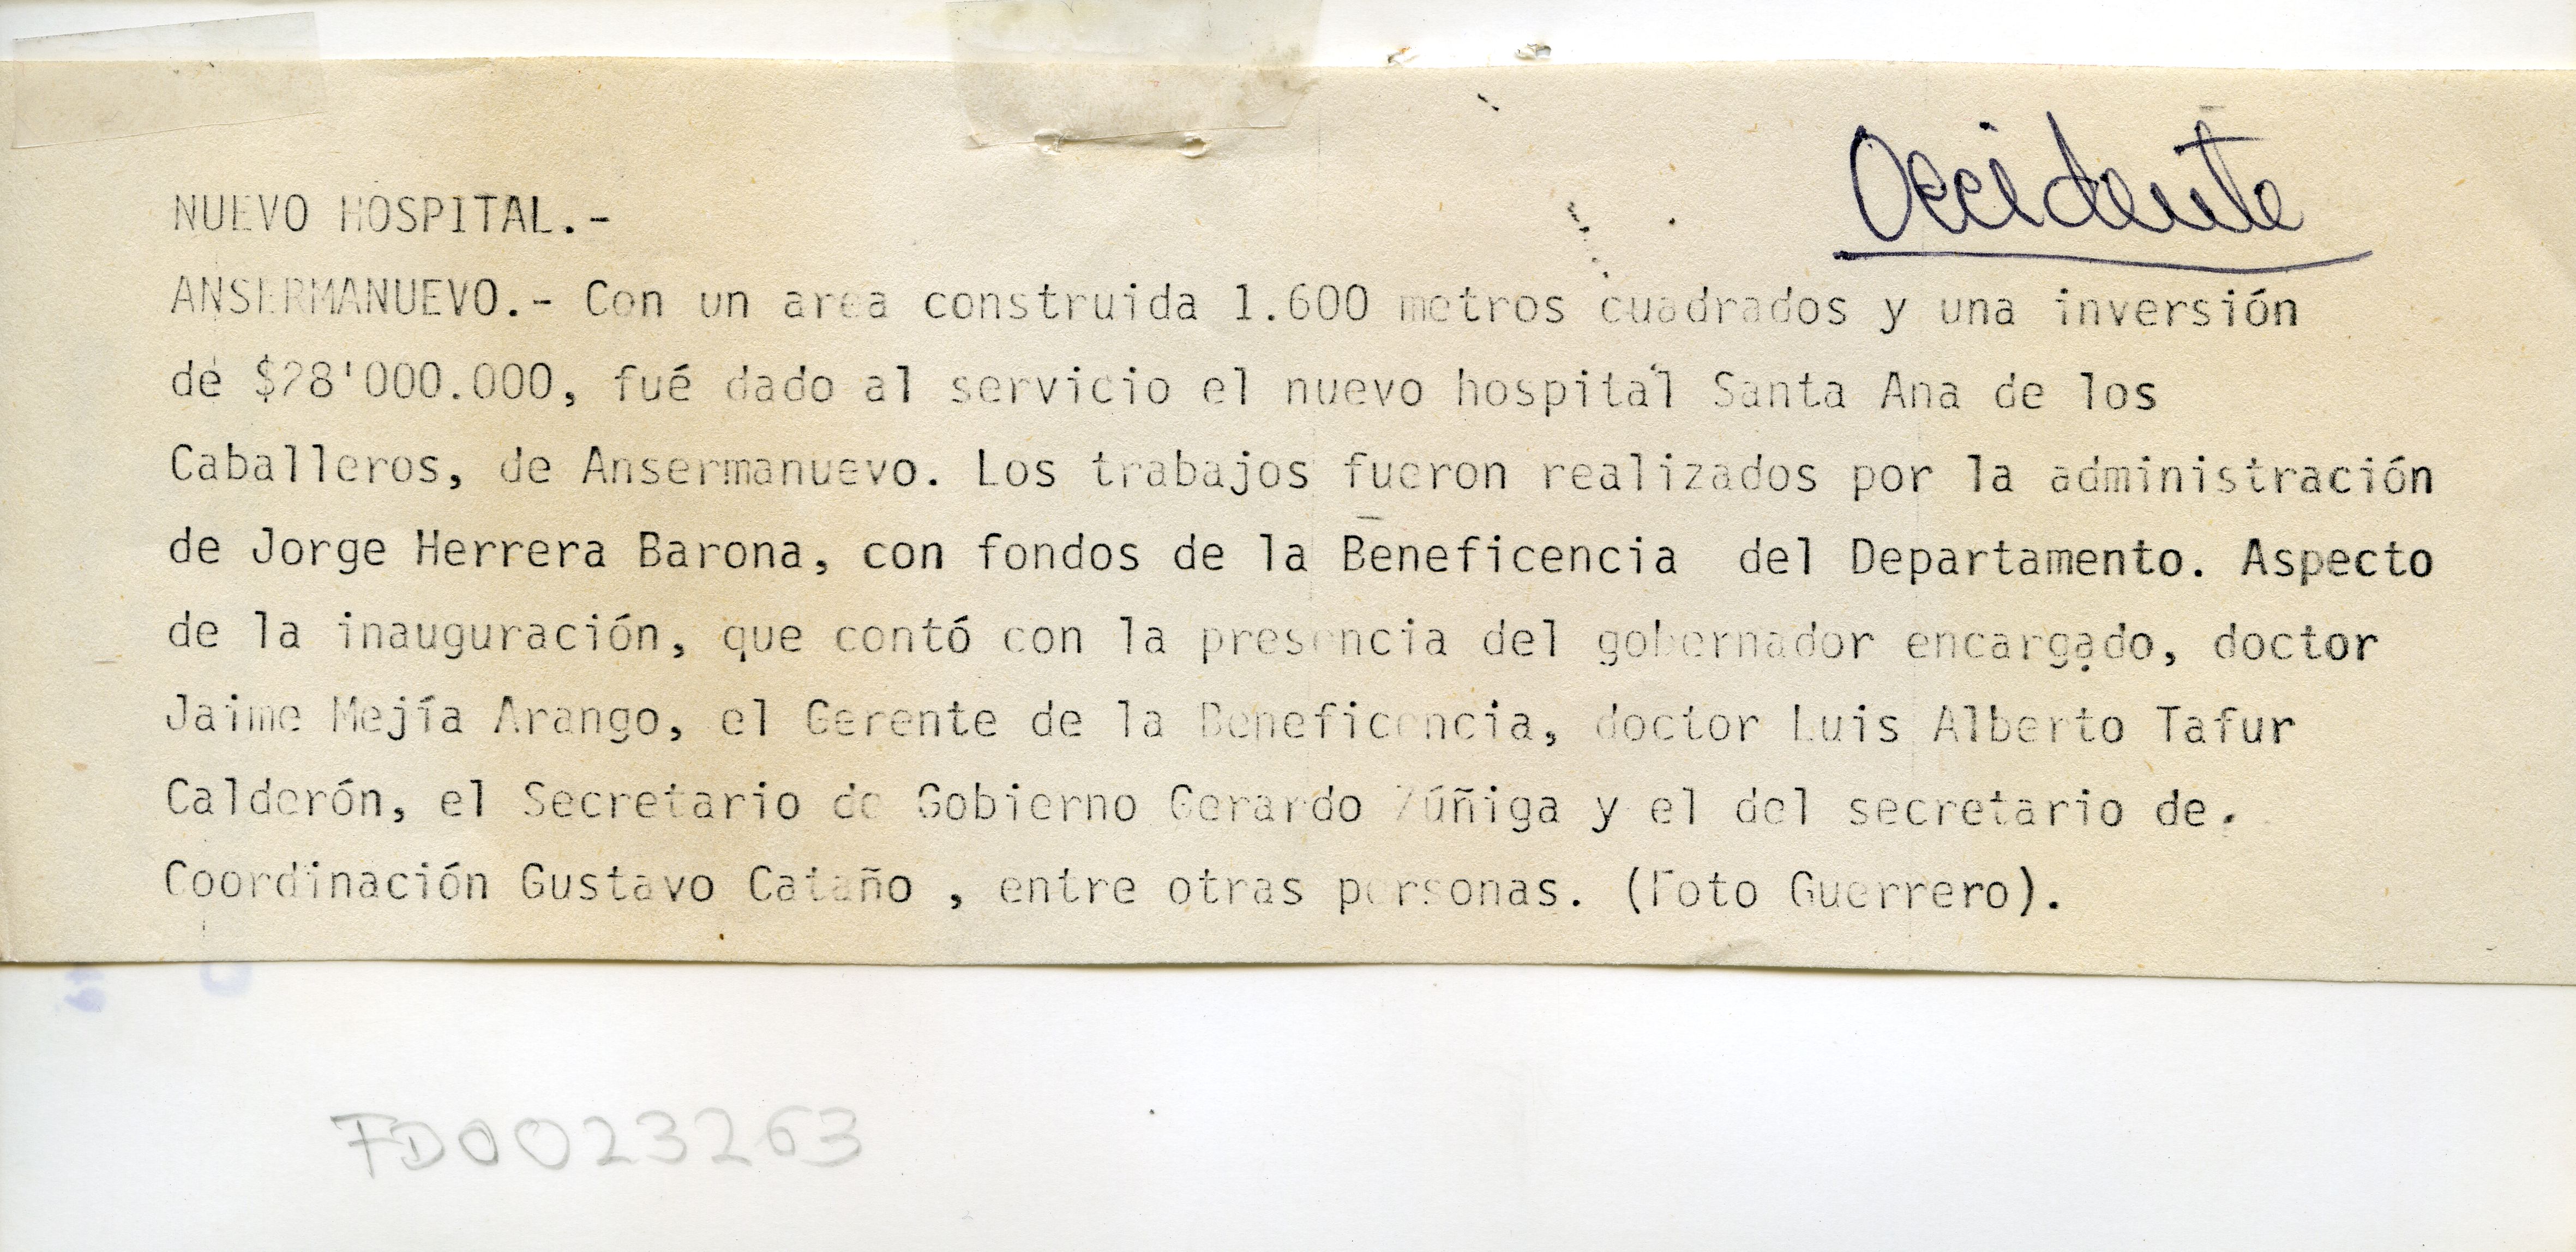 Occidente
NUEVO HOSPITAL.-
ANSERMANUEVO.- Con un area construida 1.600 metros cuadrados y una inversión
de $28'000.000, fué dado al servicio el nuevo hospital Santa Ana de los
Caballeros, de Ansermanuevo. Los trabajos fueron realizados por la administración
de Jorge Herrera Barona, con fondos de la Beneficencia del Departamento. Aspecto
de la inauguración, que contó con la presencia del gobernador encargado, doctor
Jaime Mejía Arango, el Gerente de la Beneficencia, doctor Luis Alberto Tafur
Calderón, el Secretario de Gobierno Gerardo Zúñiga y el del secretario de.
Coordinación Gustavo Cataño , entre otras personas. (Foto Guerrero).
FD0023263